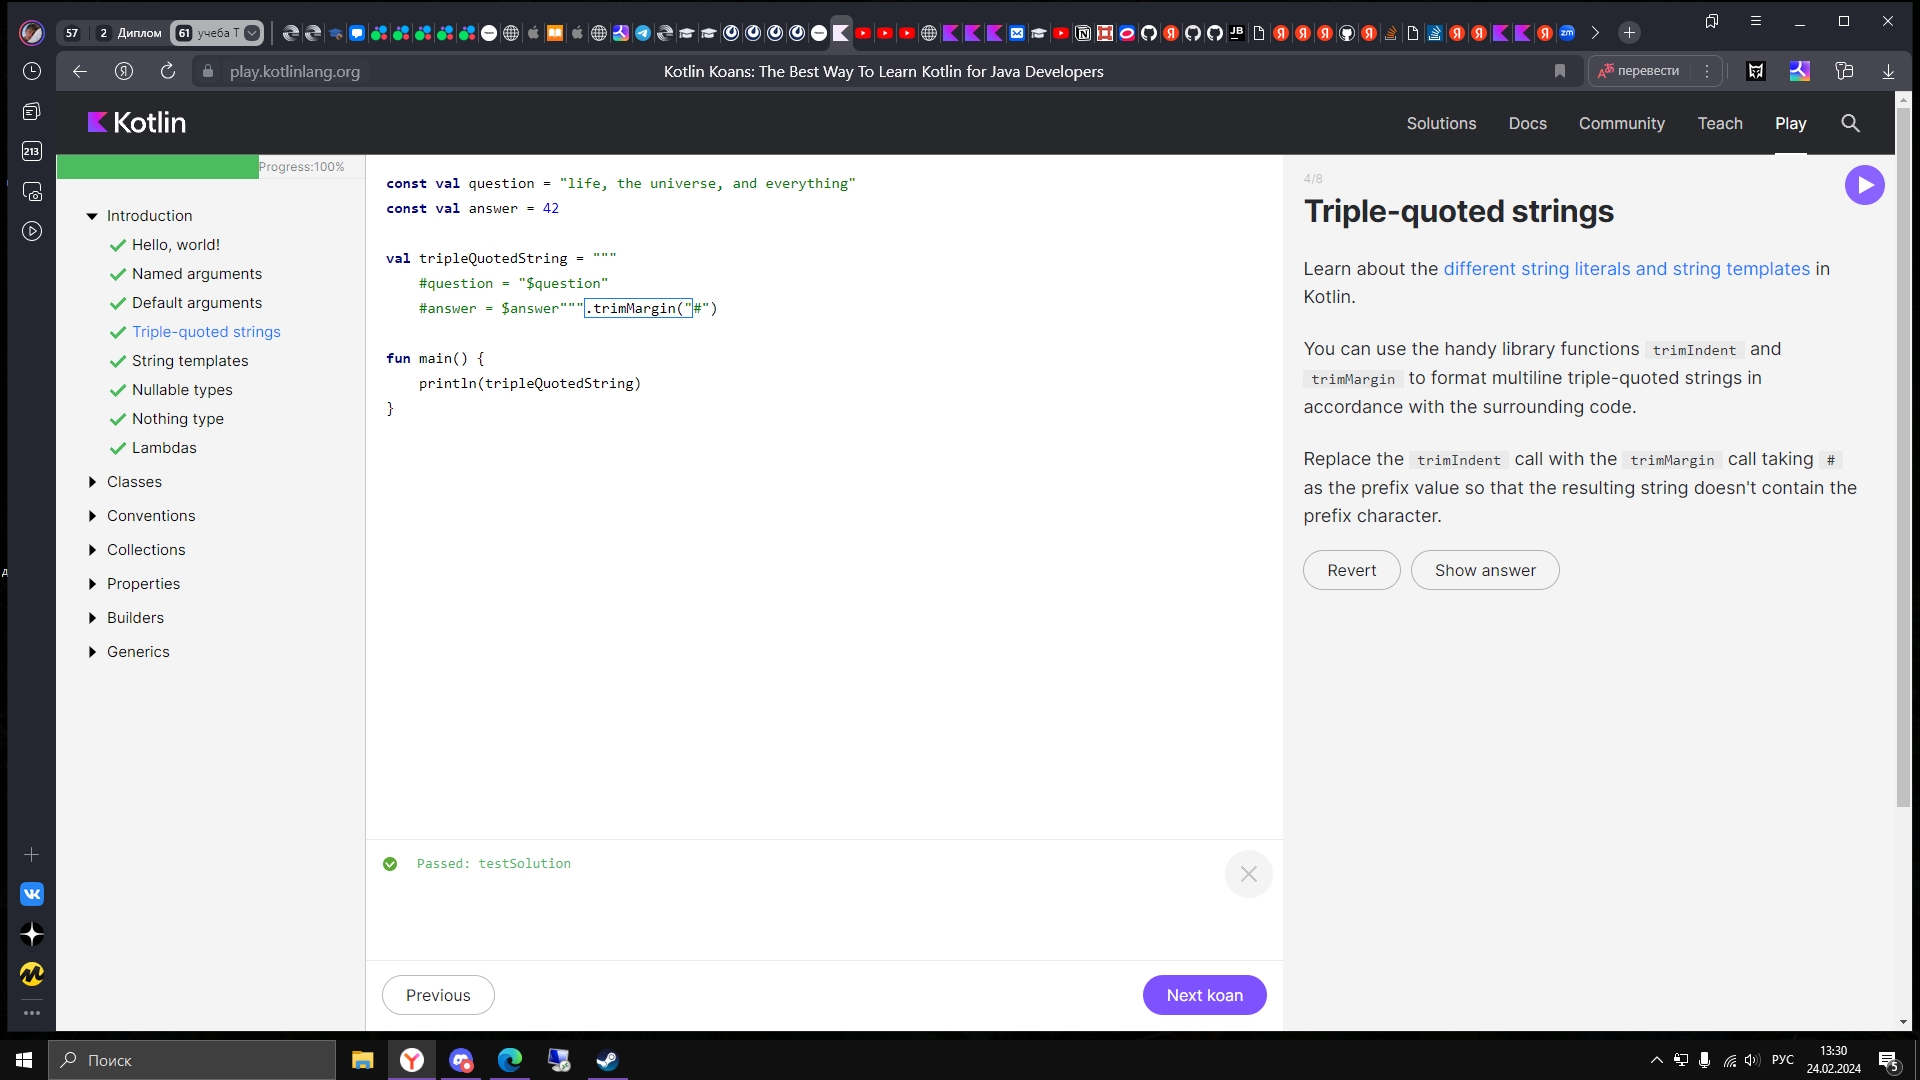 57
2 Диплом
61 учеба Т
JB
zm
play.kotlinlang.org
Kotlin Koans: The Best Way To Learn Kotlin for Java Developers
перевести
213
Kotlin
Solutions
Docs
Community
Teach
Play
Progress:100%
Introduction
Hello, world!
Named arguments
Default arguments
Triple-quoted strings
String templates
Nullable types
Nothing type
Lambdas
Classes
Conventions
Collections
Properties
Builders
Generics
const val question = "life, the universe, and everything"
const val answer = 42
val tripleQuotedString = """
#question = "$question"
#answer = $answer""".trimMargin("#")
fun main() {
println(tripleQuotedString)
}
Passed: testSolution
Previous
Next koan
4/8
Triple-quoted strings
Learn about the different string literals and string templates in
Kotlin.
You can use the handy library functions trimIndent and
trimMargin to format multiline triple-quoted strings in
accordance with the surrounding code.
Replace the trimIndent call with the trimMargin call taking #
as the prefix value so that the resulting string doesn't contain the
prefix character.
Revert
Show answer
Поиск
РУС
13:30
24.02.2024
5